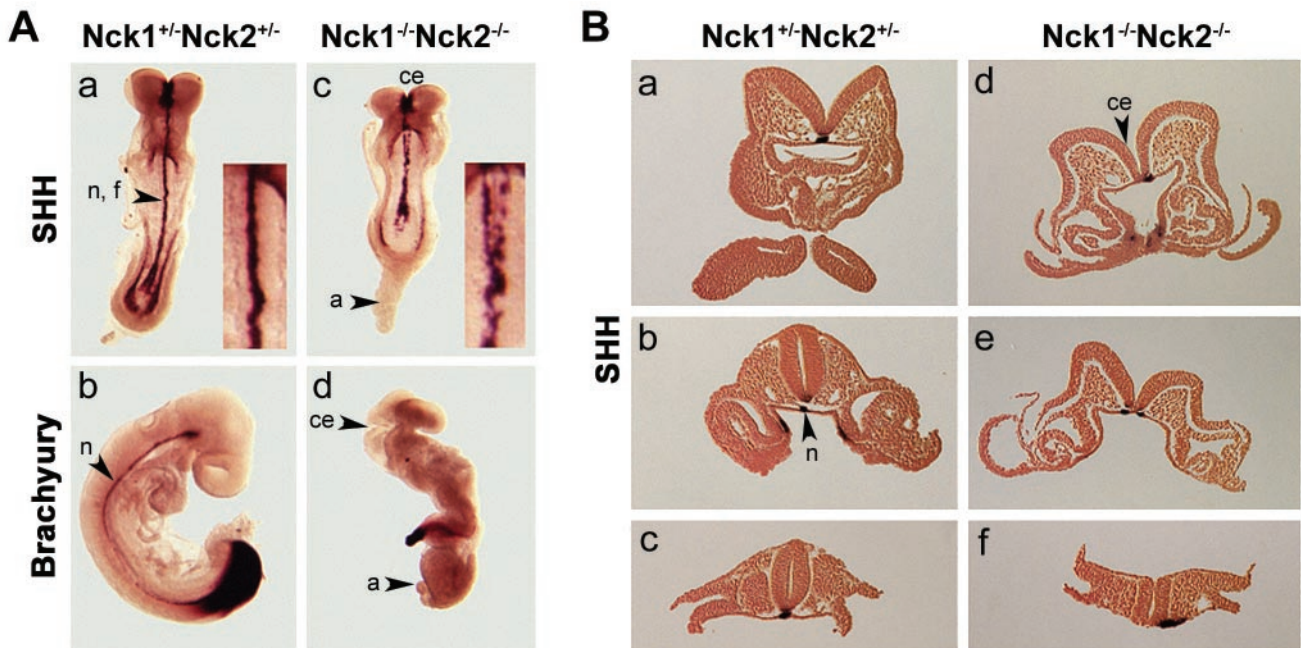 A
Nck1+/-Nck2+/-
Nck1-/-Nck2-/-
SHH
a
n, f
c
ce
a
Brachyury
b
n
d
ce
a
B
Nck1+/-Nck2+/-
Nck1-/-Nck2-/-
SHH
a
d
ce
b
n
e
c
f